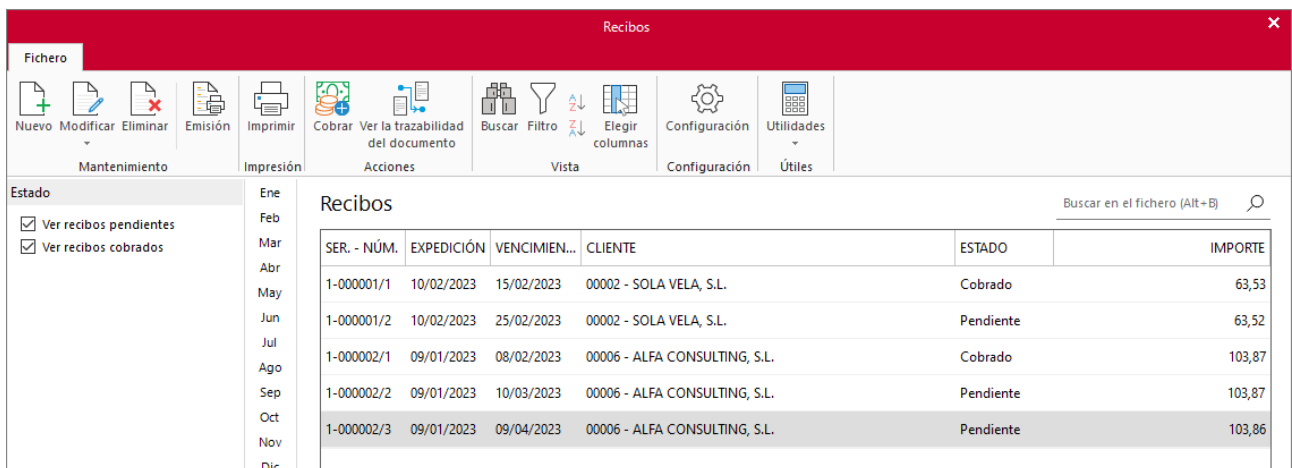 Recibos
Fichero
Nuevo Modificar Eliminar Emisión Imprimir Cobrar Ver la trazabilidad del documento Buscar Filtro Elegir columnas Configuración Utilidades
Mantenimiento Impresión Acciones Vista Configuración Útiles
Estado
Ver recibos pendientes
Ver recibos cobrados
Ene
Feb
Mar
Abr
May
Jun
Jul
Ago
Sep
Oct
Nov
Recibos
Buscar en el fichero (Alt+B)
SER. - NÚM. EXPEDICIÓN VENCIMIEN... CLIENTE ESTADO IMPORTE
1-000001/1 10/02/2023 15/02/2023 00002 - SOLA VELA, S.L. Cobrado 63,53
1-000001/2 10/02/2023 25/02/2023 00002 - SOLA VELA, S.L. Pendiente 63,52
1-000002/1 09/01/2023 08/02/2023 00006 - ALFA CONSULTING, S.L. Cobrado 103,87
1-000002/2 09/01/2023 10/03/2023 00006 - ALFA CONSULTING, S.L. Pendiente 103,87
1-000002/3 09/01/2023 09/04/2023 00006 - ALFA CONSULTING, S.L. Pendiente 103,86